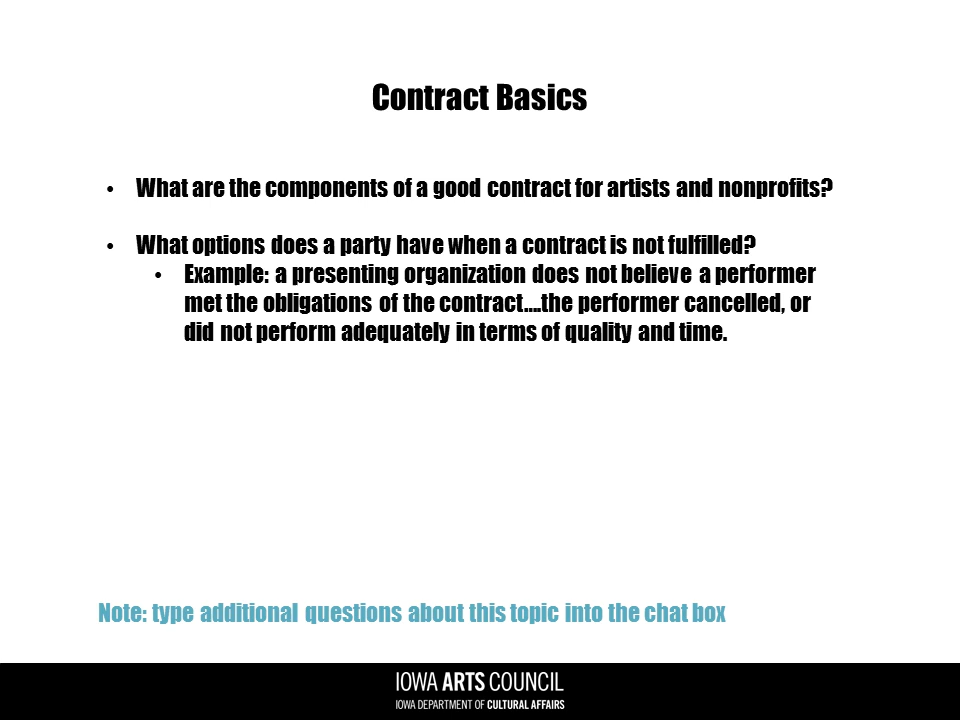 Contract Basics
• What are the components of a good contract for artists and nonprofits?
• What options does a party have when a contract is not fulfilled?
• Example: a presenting organization does not believe a performer
met the obligations of the contract....the performer cancelled, or
did not perform adequately in terms of quality and time.
Note: type additional questions about this topic into the chat box
IOWA ARTS COUNCIL
IOWA DEPARTMENT OF CULTURAL AFFAIRS